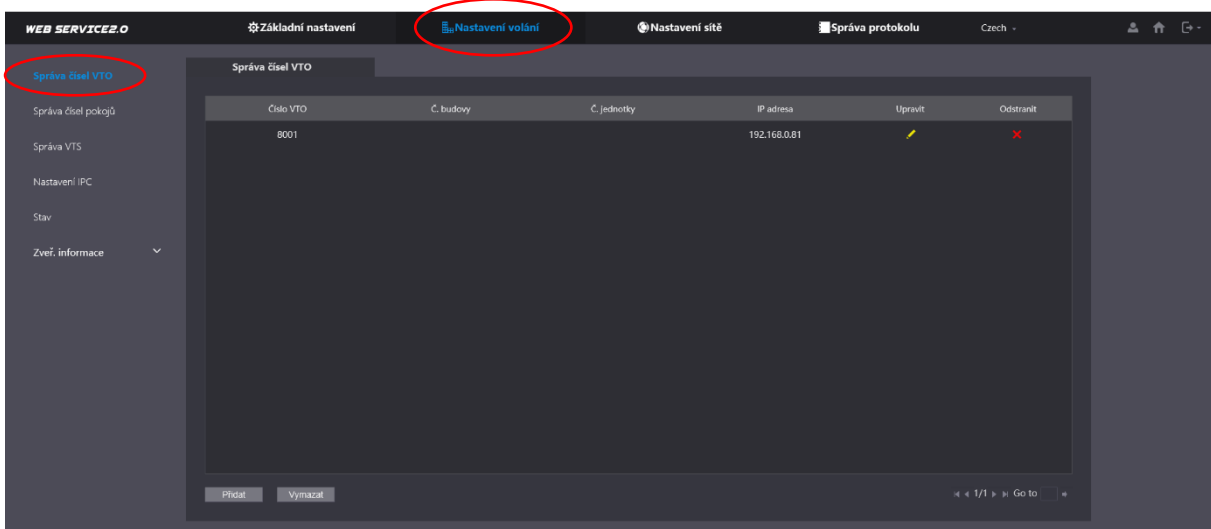 WEB SERVICE2.0 Základní nastavení Nastavení volání Nastavení sítě Správa protokolu Czech
Správa čísel VTO
Správa čísel pokojů
Správa VTS
Nastavení IPC
Stav
Zveř. informace
Správa čísel VTO
Číslo VTO Č. budovy Č. jednotky IP adresa Upravit Odstranit
8001 192.168.0.81
Přidat Vymazat 1/1 Go to